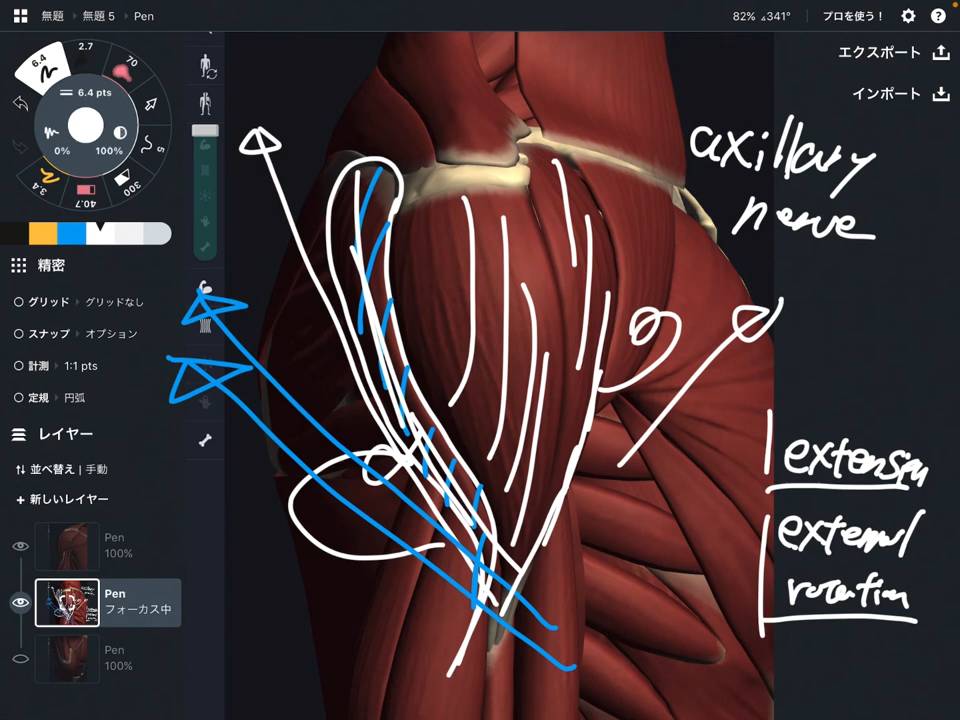 無題 › 無題 5 › Pen
82% ⦟341°
プロを使う！
エクスポート
インポート
2.7
6.4
70
6.4 pts
0% 100%
5
300
40.7
3.4
精密
グリッド ▸ グリッドなし
スナップ ▸ オプション
計測 ▸ 1:1 pts
定規 ▸ 円弧
レイヤー
並べ替え | 手動
+ 新しいレイヤー
Pen
100%
Pen
フォーカス中
Pen
100%
axillary
nerve
extension
external
rotation